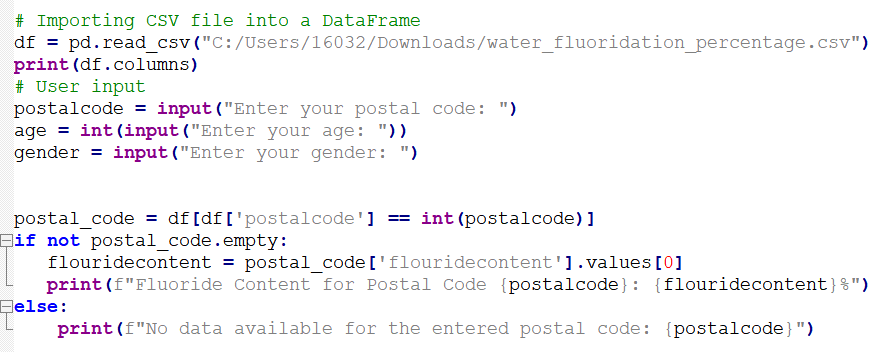 # Importing CSV file into a DataFrame
df = pd.read_csv("C:/Users/16032/Downloads/water_fluoridation_percentage.csv")
print(df.columns)
# User input
postalcode = input("Enter your postal code: ")
age = int(input("Enter your age: "))
gender = input("Enter your gender: ")
postal_code = df[df['postalcode'] == int(postalcode)]
if not postal_code.empty:
    flouridecontent = postal_code['flouridecontent'].values[0]
    print(f"Fluoride Content for Postal Code {postalcode}: {flouridecontent}%")
else:
    print(f"No data available for the entered postal code: {postalcode}")